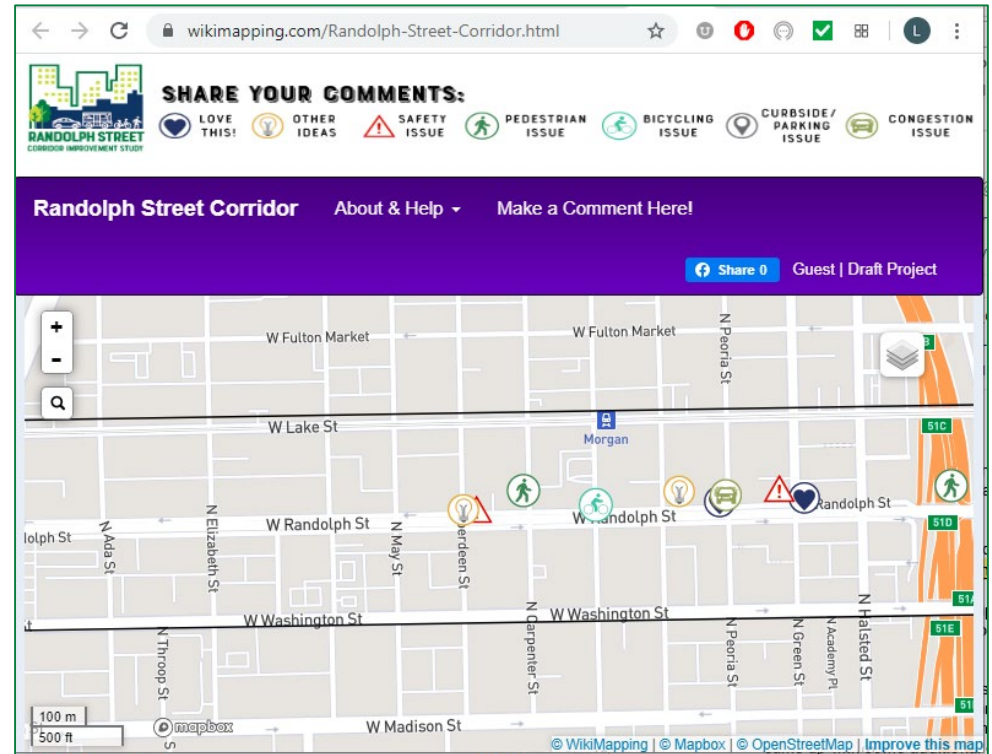 wikimapping.com/Randolph-Street-Corridor.html
L
RANDOLPH STREET
CORRIDOR IMPROVEMENT STUDY
SHARE YOUR COMMENTS:
LOVE
THIS!
OTHER
IDEAS
SAFETY
ISSUE
PEDESTRIAN
ISSUE
BICYCLING
ISSUE
CURBSIDE/
PARKING
ISSUE
CONGESTION
ISSUE
Randolph Street Corridor About & Help Make a Comment Here!
Share 0 Guest | Draft Project
+
-
W Fulton Market
W Fulton Market
N Peoria St
B
W Lake St
Morgan
51C
olph St
N Ada St
N Elizabeth St
W Randolph St
N May St
berdeen St
W Randolph St
Randolph St
51D
W Washington St
N Throop St
N Carpenter St
W Washington St
N Peoria St
N Green St
N Academy Pl
N Halsted St
51A
51E
51
100 m
500 ft
mapbox
S
W Madison St
© WikiMapping | © Mapbox | © OpenStreetMap | Improve this map